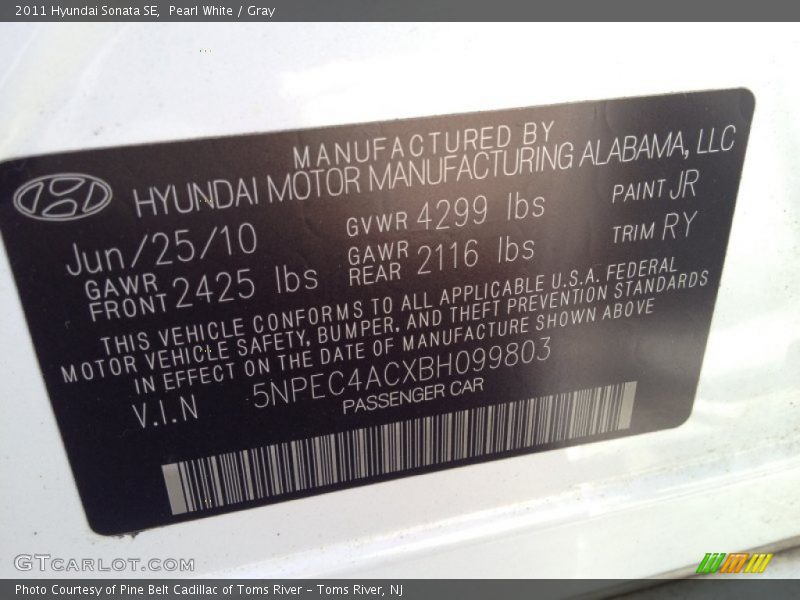 2011 Hyundai Sonata SE,  Pearl White / Gray
MANUFACTURED BY
HYUNDAI MOTOR MANUFACTURING ALABAMA, LLC
Jun/25/10 GVWR 4299 lbs PAINT JR
GAWR FRONT 2425 lbs GAWR REAR 2116 lbs TRIM RY
THIS VEHICLE CONFORMS TO ALL APPLICABLE U.S.A. FEDERAL
MOTOR VEHICLE SAFETY, BUMPER, AND THEFT PREVENTION STANDARDS
IN EFFECT ON THE DATE OF MANUFACTURE SHOWN ABOVE
V.I.N 5NPEC4ACXBH099803
PASSENGER CAR
GTCARLOT.COM
Photo Courtesy of Pine Belt Cadillac of Toms River – Toms River, NJ